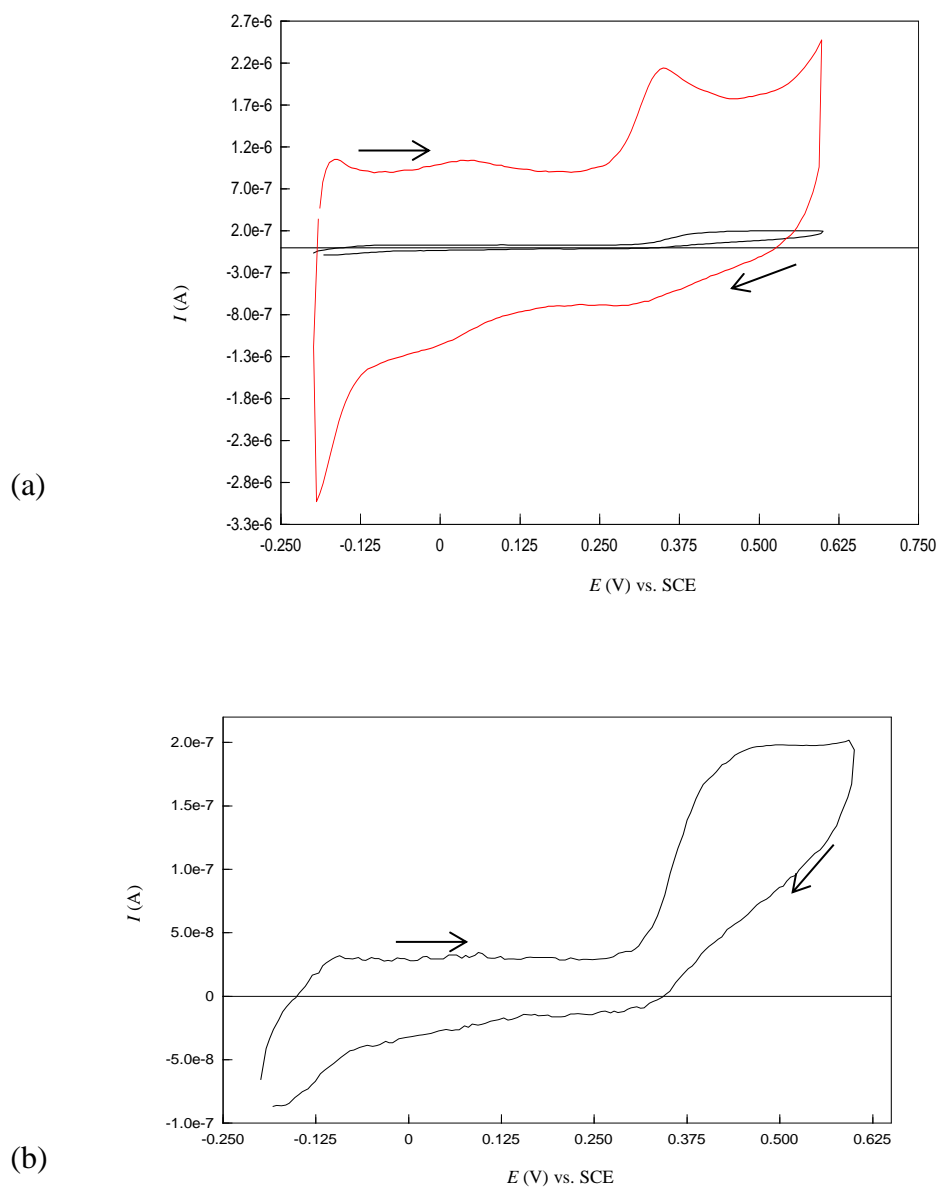 2.7e-6
2.2e-6
1.7e-6
1.2e-6
7.0e-7
2.0e-7
-3.0e-7
-8.0e-7
-1.3e-6
-1.8e-6
-2.3e-6
-2.8e-6
-3.3e-6
I (A)
(a)
-0.250 -0.125 0 0.125 0.250 0.375 0.500 0.625 0.750
E (V) vs. SCE
2.0e-7
1.5e-7
1.0e-7
5.0e-8
0
-5.0e-8
-1.0e-7
I (A)
(b)
-0.250 -0.125 0 0.125 0.250 0.375 0.500 0.625
E (V) vs. SCE